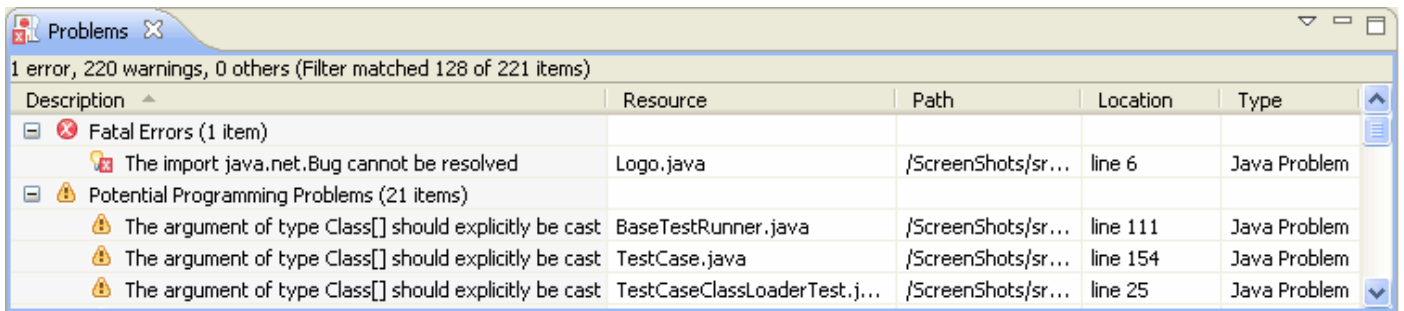 Problems
1 error, 220 warnings, 0 others (Filter matched 128 of 221 items)
Description Resource Path Location Type
Fatal Errors (1 item)
The import java.net.Bug cannot be resolved Logo.java /ScreenShots/sr... line 6 Java Problem
Potential Programming Problems (21 items)
The argument of type Class[] should explicitly be cast BaseTestRunner.java /ScreenShots/sr... line 111 Java Problem
The argument of type Class[] should explicitly be cast TestCase.java /ScreenShots/sr... line 154 Java Problem
The argument of type Class[] should explicitly be cast TestCaseClassLoaderTest.j... /ScreenShots/sr... line 25 Java Problem